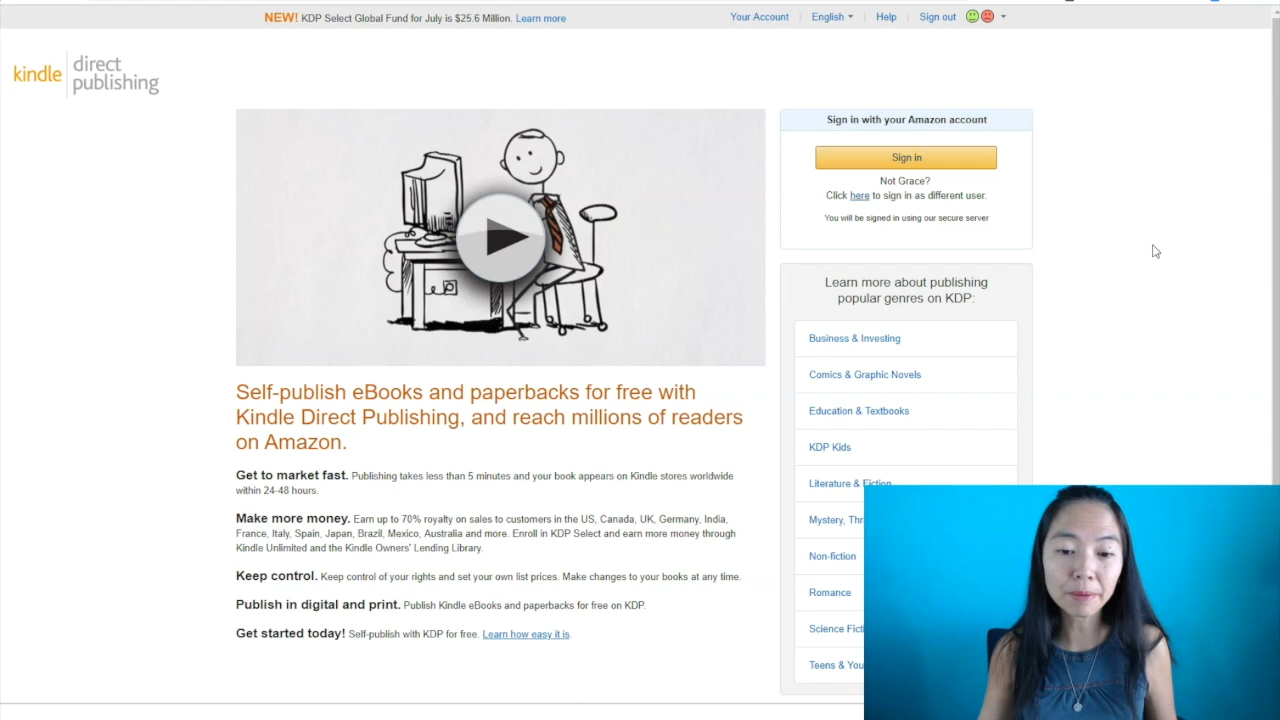 NEW! KDP Select Global Fund for July is $25.6 Million. Learn more
Your Account
English
Help
Sign out
kindle
direct
publishing
Sign in with your Amazon account
Sign in
Not Grace?
Click here to sign in as different user.
You will be signed in using our secure server
Self-publish eBooks and paperbacks for free with
Kindle Direct Publishing, and reach millions of readers
on Amazon.
Get to market fast. Publishing takes less than 5 minutes and your book appears on Kindle stores worldwide
within 24-48 hours.
Make more money. Earn up to 70% royalty on sales to customers in the US, Canada, UK, Germany, India,
France, Italy, Spain, Japan, Brazil, Mexico, Australia and more. Enroll in KDP Select and earn more money through
Kindle Unlimited and the Kindle Owners' Lending Library.
Keep control. Keep control of your rights and set your own list prices. Make changes to your books at any time.
Publish in digital and print. Publish Kindle eBooks and paperbacks for free on KDP.
Get started today! Self-publish with KDP for free. Learn how easy it is.
Learn more about publishing
popular genres on KDP:
Business & Investing
Comics & Graphic Novels
Education & Textbooks
KDP Kids
Literature & Fiction
Mystery, Thr
Non-fiction
Romance
Science Ficti
Teens & You